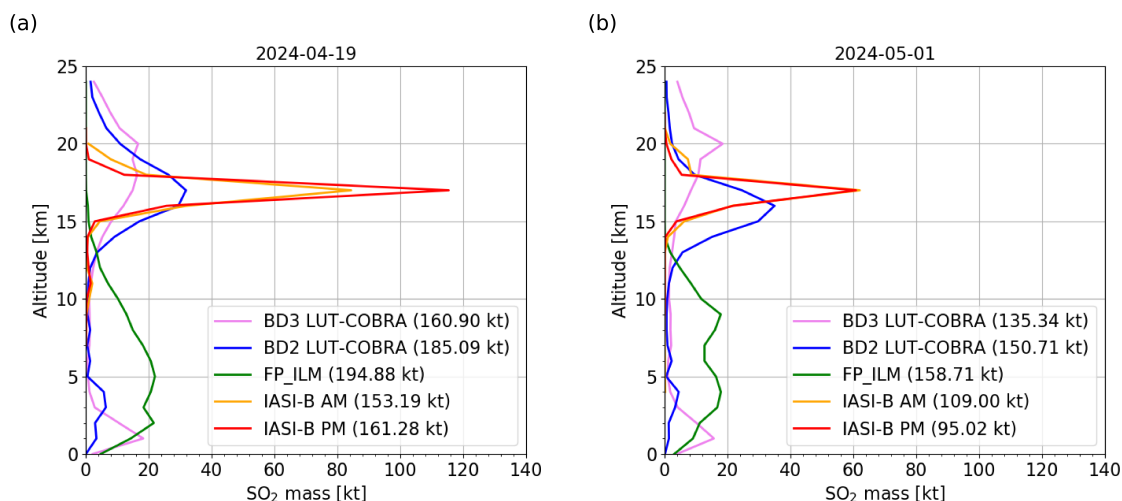 (a)
2024-04-19
25
20
15
10
5
0
Altitude [km]
BD3 LUT-COBRA (160.90 kt)
BD2 LUT-COBRA (185.09 kt)
FP_ILM (194.88 kt)
IASI-B AM (153.19 kt)
IASI-B PM (161.28 kt)
0 20 40 60 80 100 120 140
SO₂ mass [kt]
(b)
2024-05-01
25
20
15
10
5
0
Altitude [km]
BD3 LUT-COBRA (135.34 kt)
BD2 LUT-COBRA (150.71 kt)
FP_ILM (158.71 kt)
IASI-B AM (109.00 kt)
IASI-B PM (95.02 kt)
0 20 40 60 80 100 120 140
SO₂ mass [kt]